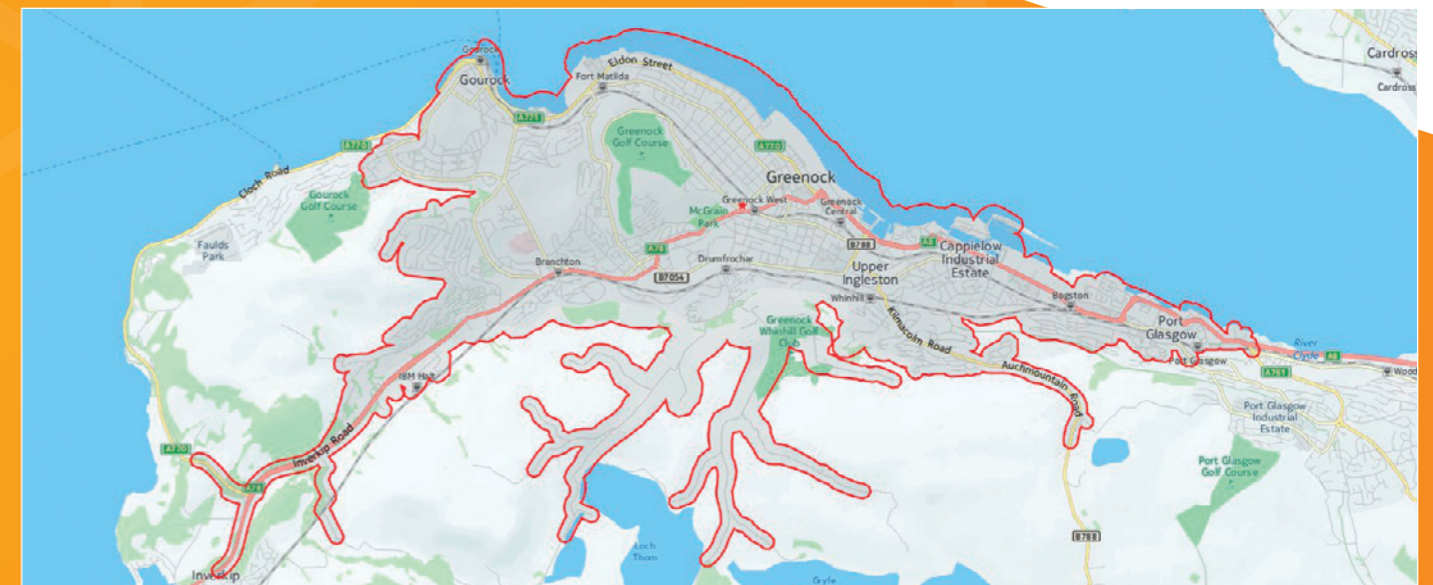 Gourock
Gourock
Eldon Street
Fort Matilda
Cardross
A771
Greenock
Golf Course
A770
A770
Cloch Road
Greenock
Gourock
Golf Course
McGrain
Park
Greenock West
Greenock
Central
Faulds
Park
A78
B788
A8
Cappielow
Industrial
Estate
Branchton
B7054
Drumfrochar
Upper
Ingleston
Whinhill
Bogston
Greenock
Whinhill Golf
Club
Kilmacolm Road
Port
Glasgow
Port Glasgow
River
Clyde
A8
A761
IBM Halt
Auchmountain Road
Port Glasgow
Industrial
Estate
A770
Inverkip Road
A78
Port Glasgow
Golf Course
B788
Loch
Thom
Inverkip
Gryfe